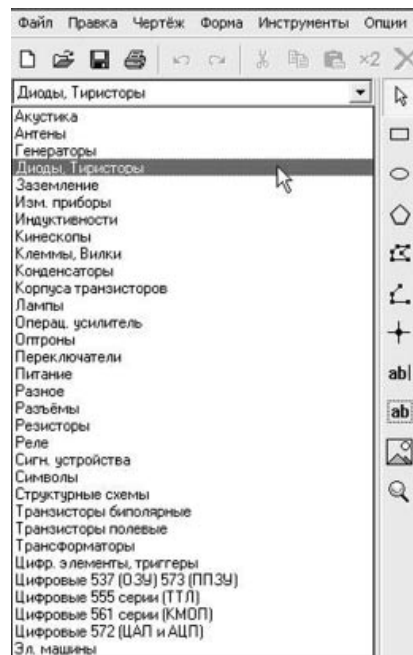 Файл Правка Чертёж Форма Инструменты Опции
×2
Диоды, Тиристоры
Акустика
Антены
Генераторы
Диоды, Тиристоры
Заземление
Изм. приборы
Индуктивности
Кинескопы
Клеммы, Вилки
Конденсаторы
Корпуса транзисторов
Лампы
Операц. усилитель
Оптроны
Переключатели
Питание
Разное
Разъёмы
Резисторы
Реле
Сигн. устройства
Символы
Структурные схемы
Транзисторы биполярные
Транзисторы полевые
Трансформаторы
Цифр. элементы, триггеры
Цифровые 537 (ОЗУ) 573 (ППЗУ)
Цифровые 555 серии (ТТЛ)
Цифровые 561 серии (КМОП)
Цифровые 572 (ЦАП и АЦП)
Эл. машины
ab|
ab